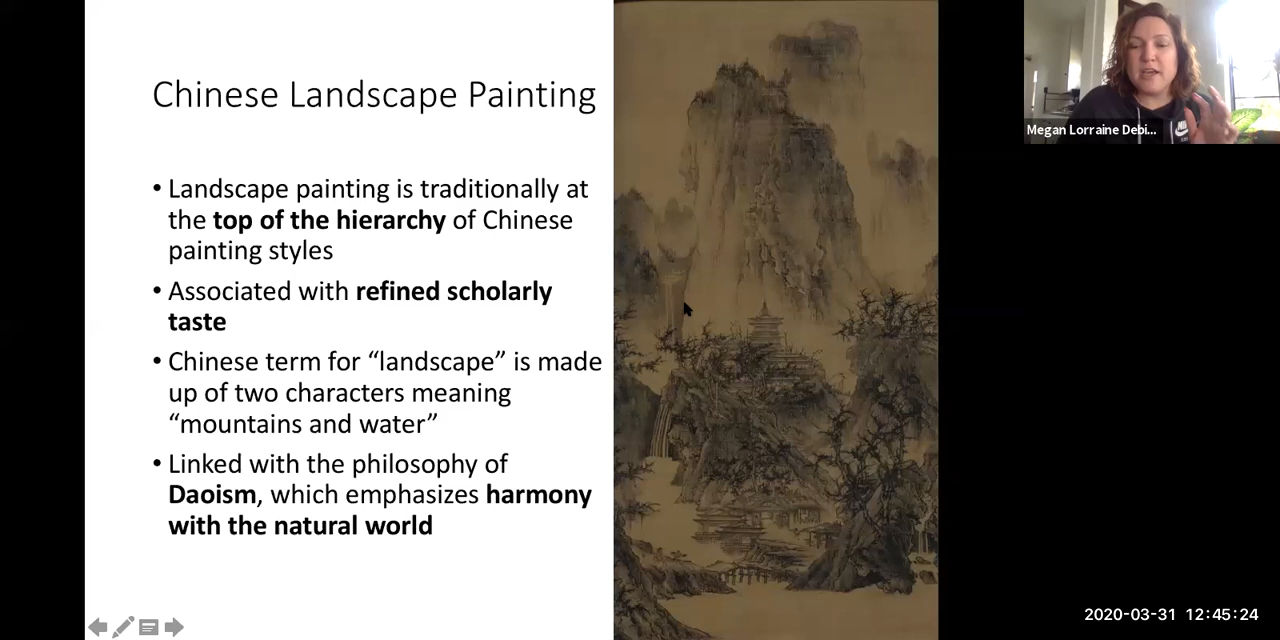 Chinese Landscape Painting
• Landscape painting is traditionally at
the top of the hierarchy of Chinese
painting styles
• Associated with refined scholarly
taste
• Chinese term for “landscape” is made
up of two characters meaning
“mountains and water”
• Linked with the philosophy of
Daoism, which emphasizes harmony
with the natural world
Megan Lorraine Debi...
2020-03-31 12:45:24